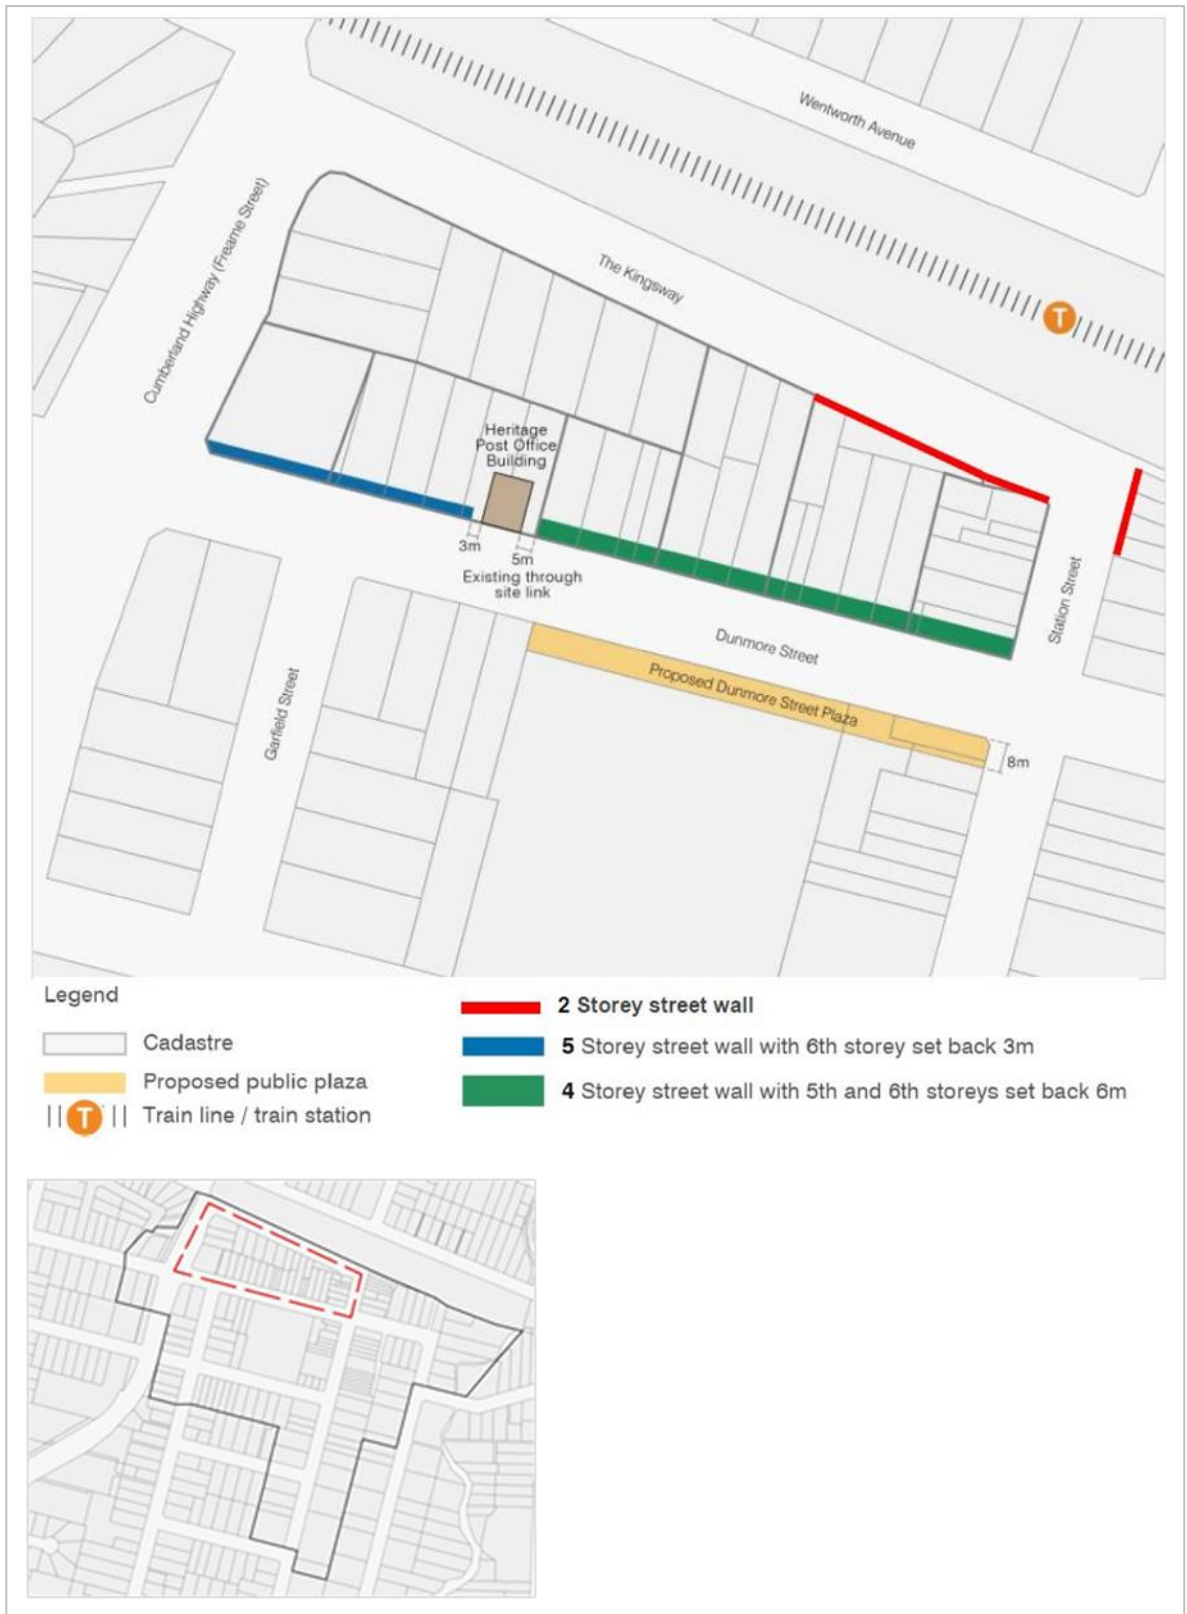 Wentworth Avenue
Cumberland Highway (Freame Street)
The Kingsway
T
Heritage
Post Office
Building
3m
5m
Existing through
site link
Station Street
Dunmore Street
Proposed Dunmore Street Plaza
Garfield Street
8m
Legend
Cadastre
Proposed public plaza
T
Train line / train station
2 Storey street wall
5 Storey street wall with 6th storey set back 3m
4 Storey street wall with 5th and 6th storeys set back 6m